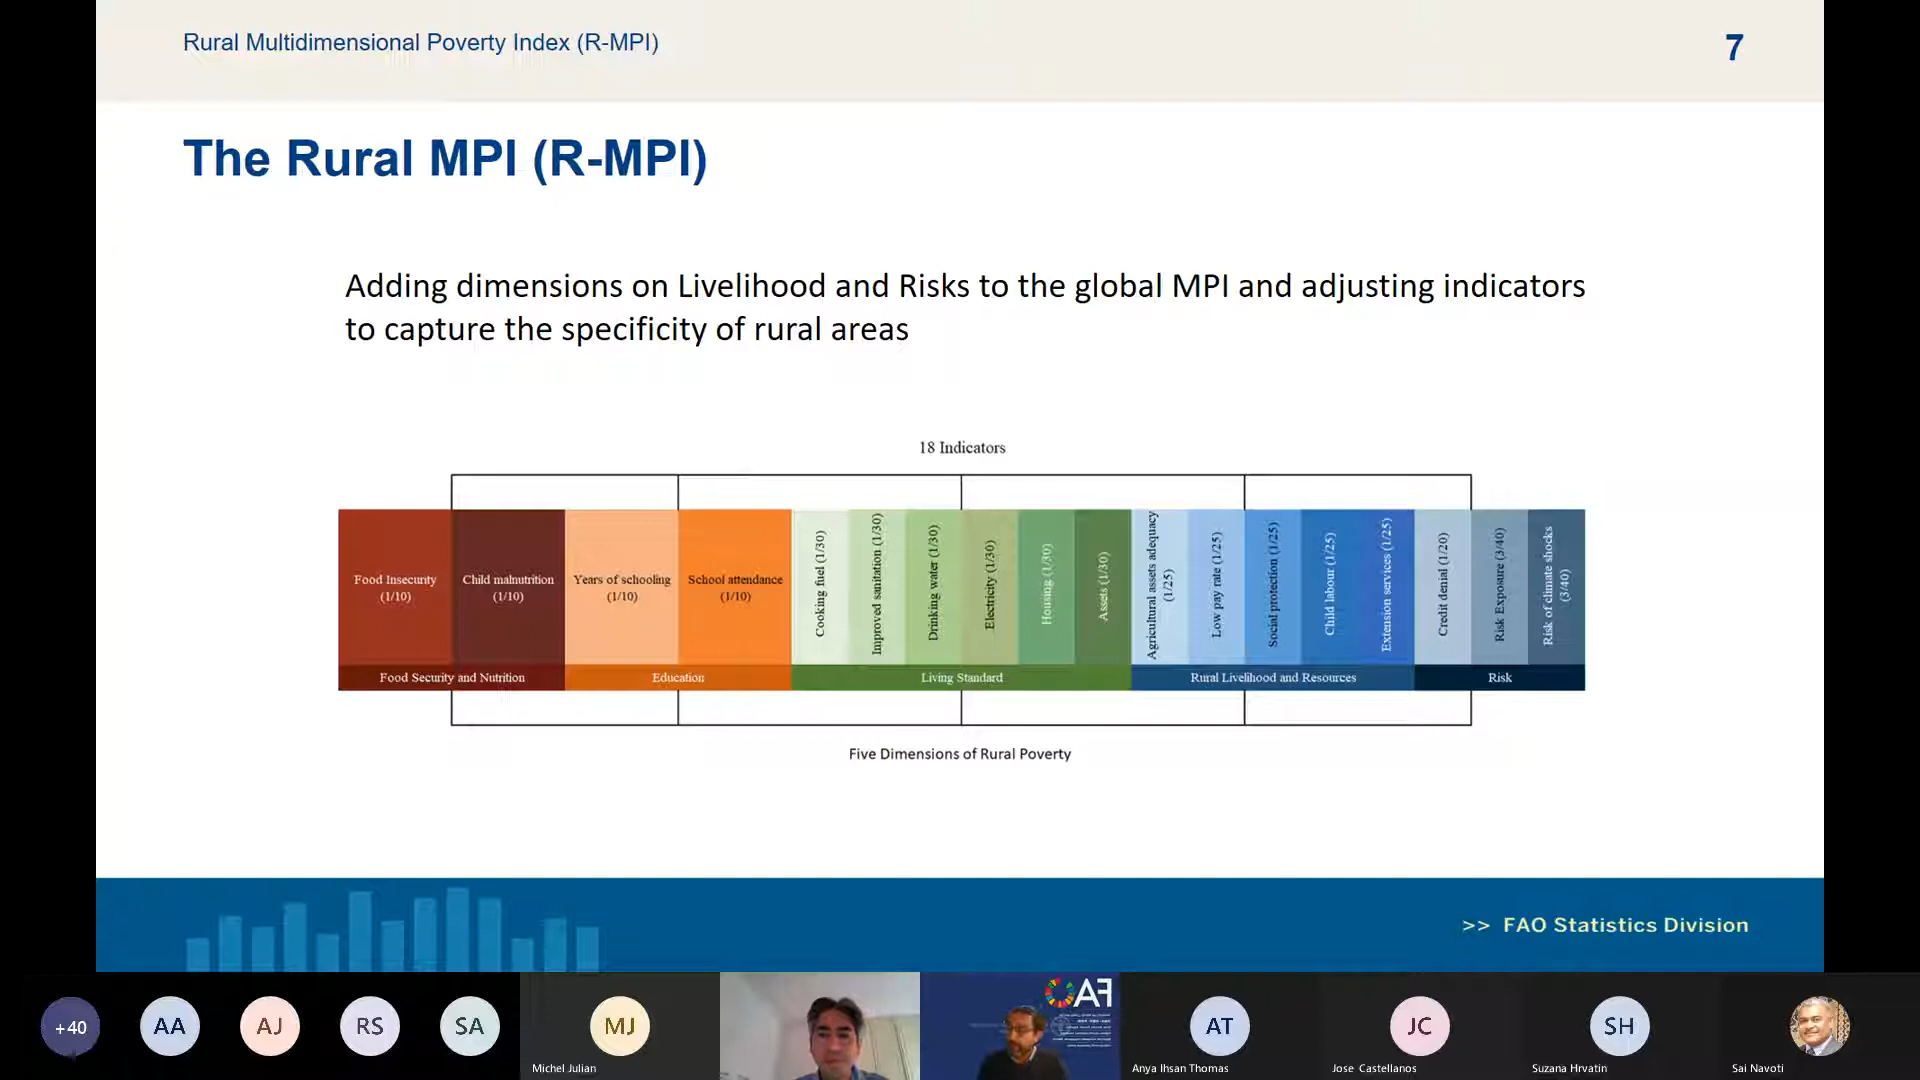 Rural Multidimensional Poverty Index (R-MPI)
7
The Rural MPI (R-MPI)
Adding dimensions on Livelihood and Risks to the global MPI and adjusting indicators
to capture the specificity of rural areas
18 Indicators
Food Insecurity
(1/10)
Child malnutrition
(1/10)
Years of schooling
(1/10)
School attendance
(1/10)
Cooking fuel (1/30)
Improved sanitation (1/30)
Drinking water (1/30)
Electricity (1/30)
Housing (1/30)
Assets (1/30)
Agricultural assets adequacy
(1/25)
Low pay rate (1/25)
Social protection (1/25)
Child labour (1/25)
Extension services (1/25)
Credit denial (1/20)
Risk Exposure (3/40)
Risk of climate shocks
(3/40)
Food Security and Nutrition
Education
Living Standard
Rural Livelihood and Resources
Risk
Five Dimensions of Rural Poverty
>> FAO Statistics Division
+40
AA
AJ
RS
SA
MJ
Michel Julian
FAO
AT
Anya Ihsan Thomas
JC
Jose Castellanos
SH
Suzana Hrvatin
Sai Navoti